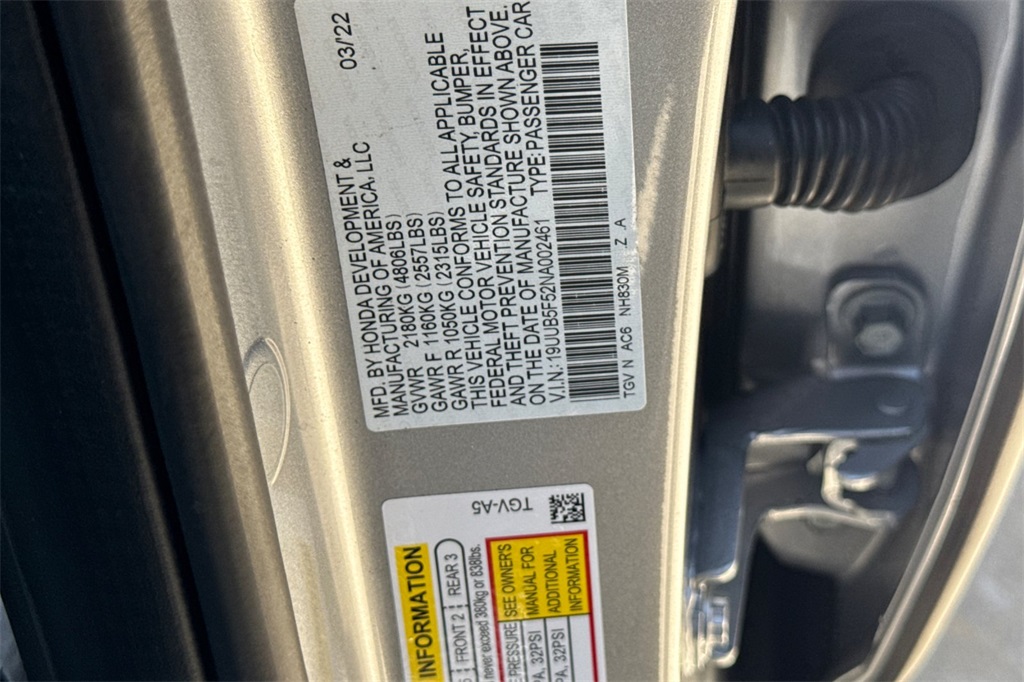 MFD. BY HONDA DEVELOPMENT & 03/'22
MANUFACTURING OF AMERICA, LLC
GVWR 2180KG (4806LBS)
GAWR F 1160KG (2557LBS)
GAWR R 1050KG (2315LBS)
THIS VEHICLE CONFORMS TO ALL APPLICABLE
FEDERAL MOTOR VEHICLE SAFETY, BUMPER,
AND THEFT PREVENTION STANDARDS IN EFFECT
ON THE DATE OF MANUFACTURE SHOWN ABOVE.
V.I.N.:19UUB5F52NA002461 TYPE:PASSENGER CAR
TGV N AC6 NH830M Z A
TGV-A5
INFORMATION
5 FRONT 2 REAR 3
never exceed 380kg or 838lbs.
PRESSURE SEE OWNER'S
PA, 32PSI MANUAL FOR
PA, 32PSI ADDITIONAL
INFORMATION